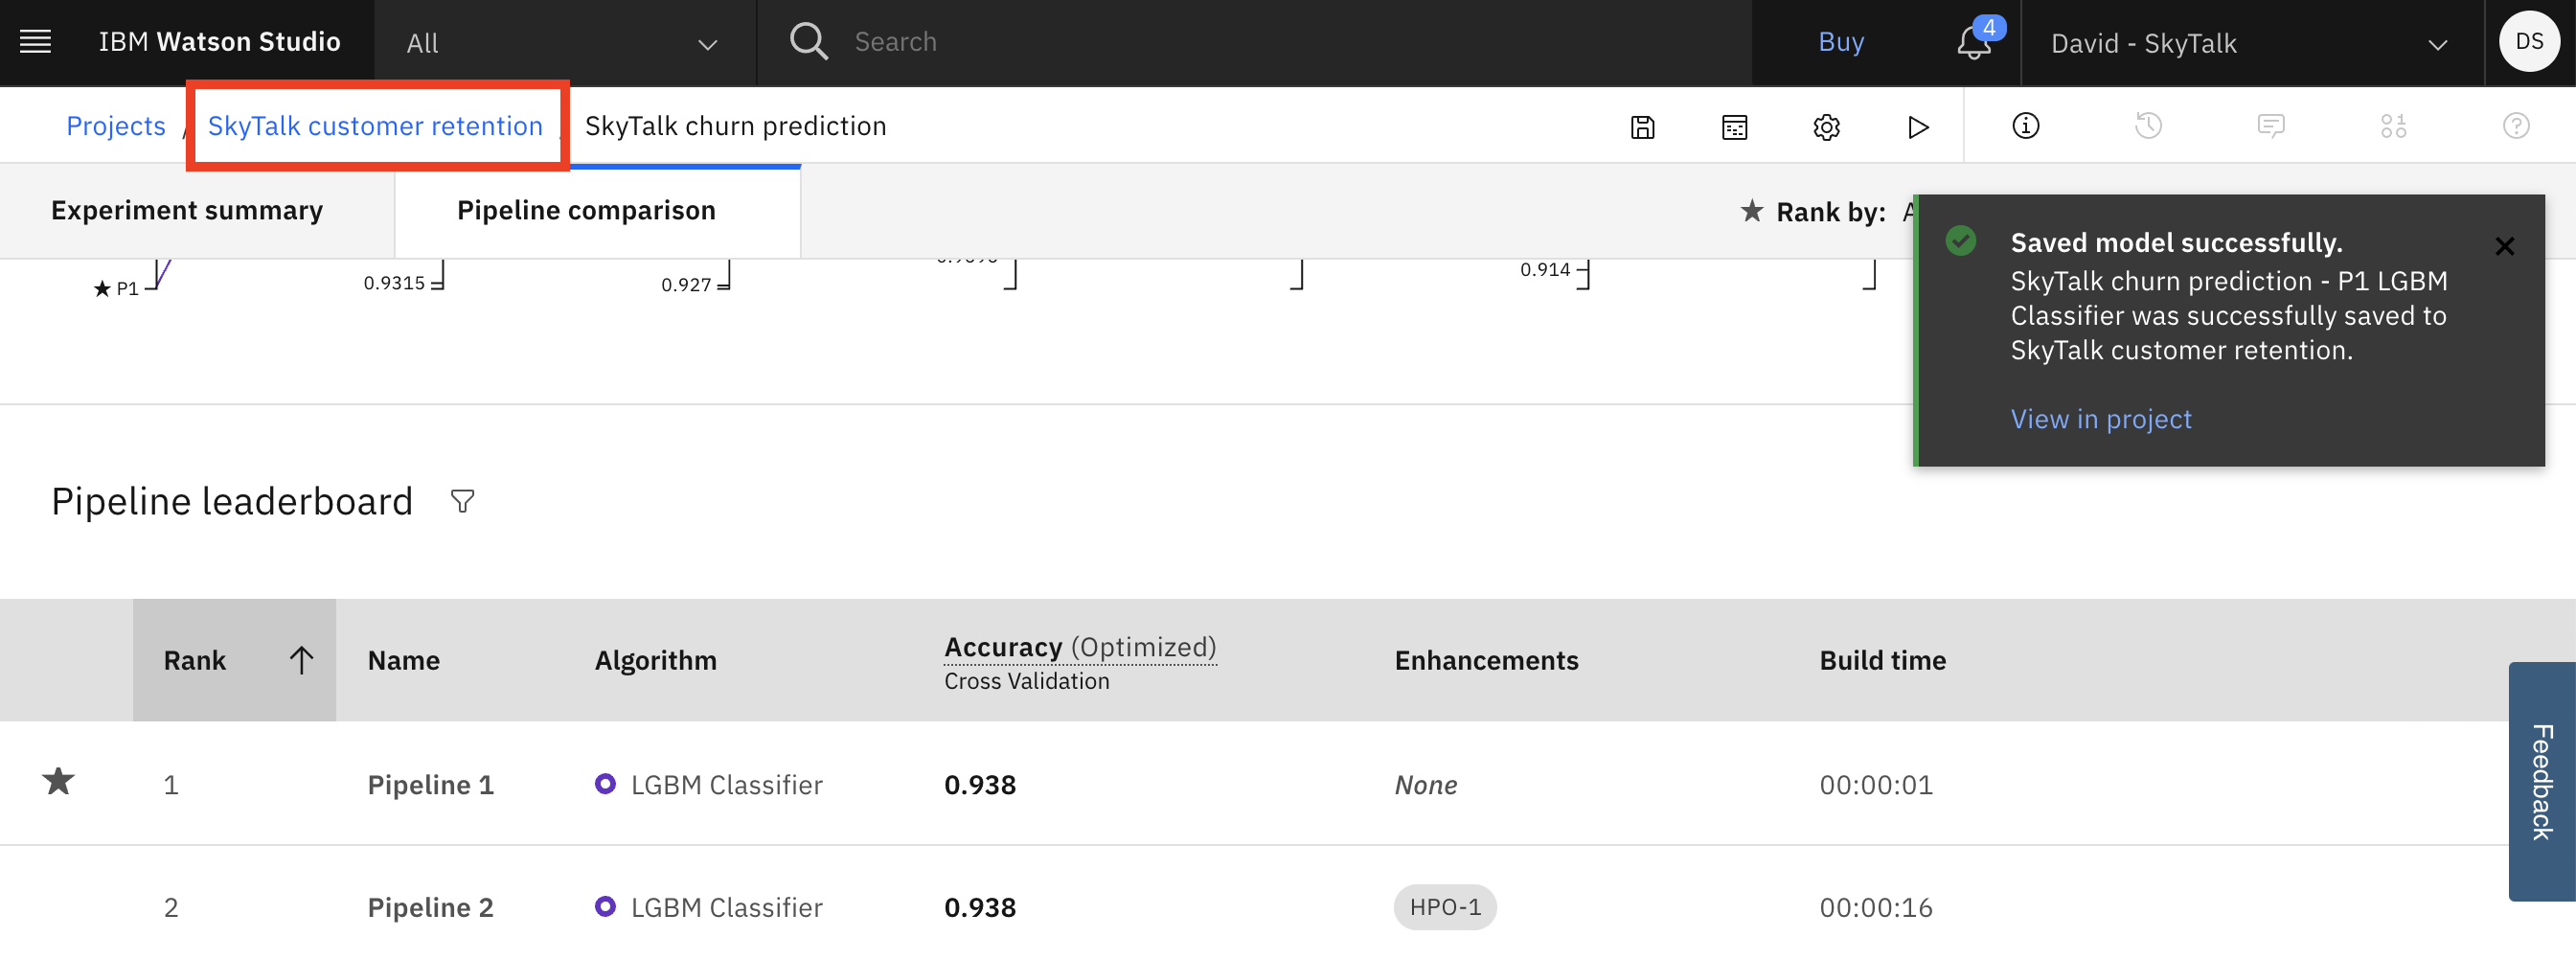 IBM Watson Studio
All
Search
Buy
4
David - SkyTalk
DS
Projects / SkyTalk customer retention SkyTalk churn prediction
Experiment summary
Pipeline comparison
Rank by:
P1
0.9315
0.927
0.914
Saved model successfully.
SkyTalk churn prediction - P1 LGBM
Classifier was successfully saved to
SkyTalk customer retention.
View in project
Pipeline leaderboard
Rank Name Algorithm Accuracy (Optimized) Enhancements Build time
Cross Validation
1 Pipeline 1 LGBM Classifier 0.938 None 00:00:01
2 Pipeline 2 LGBM Classifier 0.938 HPO-1 00:00:16
Feedback